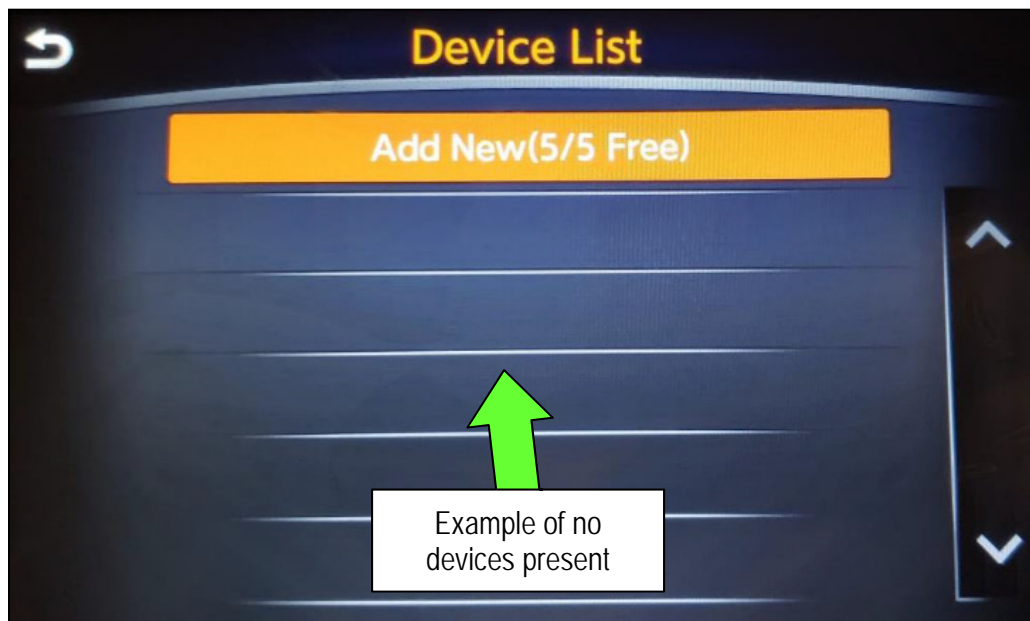 Device List
Add New(5/5 Free)
Example of no
devices present